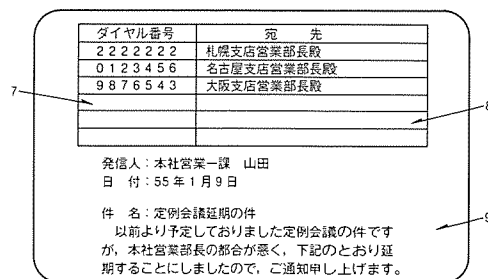 ダイヤル番号 宛 先
2222222 札幌支店営業部長殿
0123456 名古屋支店営業部長殿
9876543 大阪支店営業部長殿
7
8
発信人：本社営業一課 山田
日 付：55年1月9日
9
件 名：定例会議延期の件
以前より予定しておりました定例会議の件です
が，本社営業部長の都合が悪く，下記のとおり延
期することにしましたので，ご通知申し上げます。